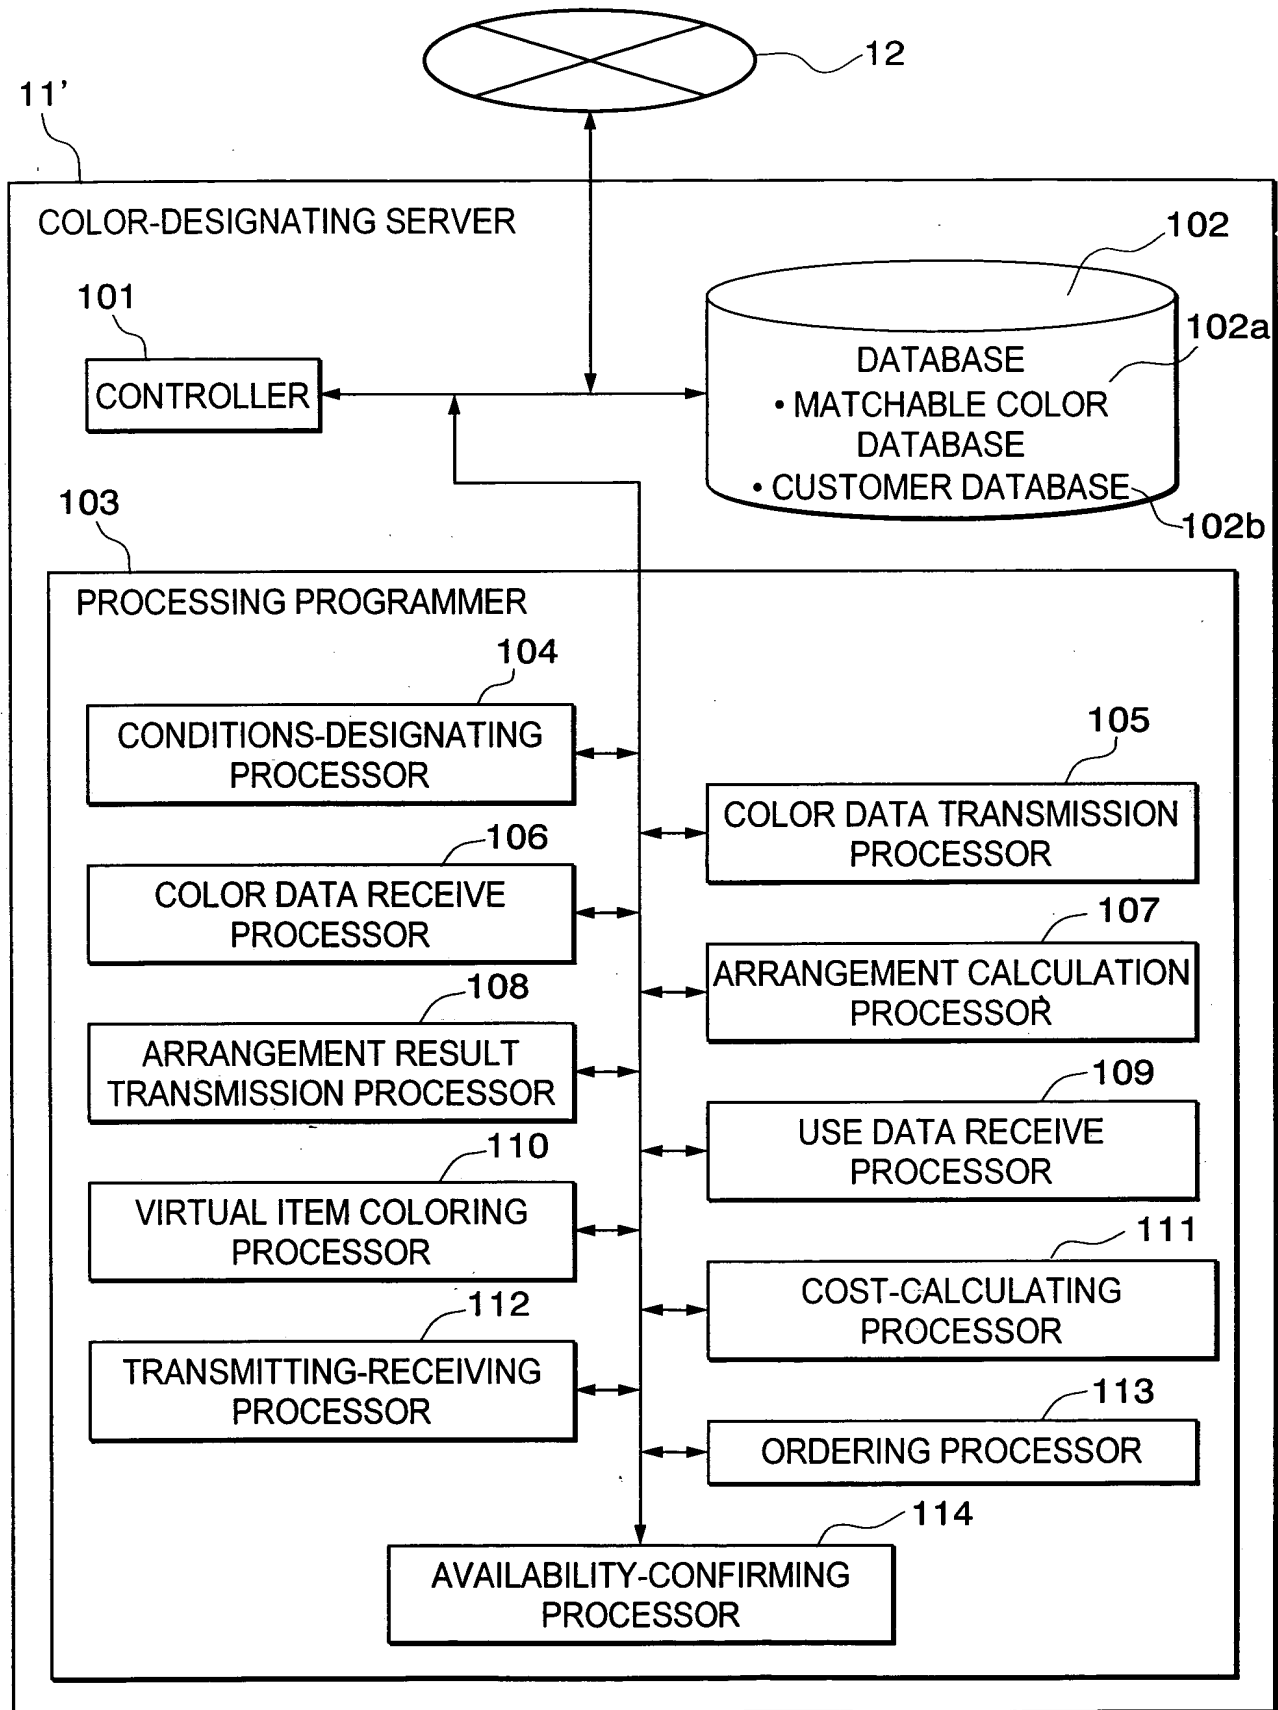 12
11'
COLOR-DESIGNATING SERVER
102
101
102a
CONTROLLER
DATABASE
• MATCHABLE COLOR
DATABASE
• CUSTOMER DATABASE
102b
103
PROCESSING PROGRAMMER
104
CONDITIONS-DESIGNATING
PROCESSOR
105
COLOR DATA TRANSMISSION
PROCESSOR
106
COLOR DATA RECEIVE
PROCESSOR
107
ARRANGEMENT CALCULATION
PROCESSOR
108
ARRANGEMENT RESULT
TRANSMISSION PROCESSOR
109
USE DATA RECEIVE
PROCESSOR
110
VIRTUAL ITEM COLORING
PROCESSOR
111
COST-CALCULATING
PROCESSOR
112
TRANSMITTING-RECEIVING
PROCESSOR
113
ORDERING PROCESSOR
114
AVAILABILITY-CONFIRMING
PROCESSOR